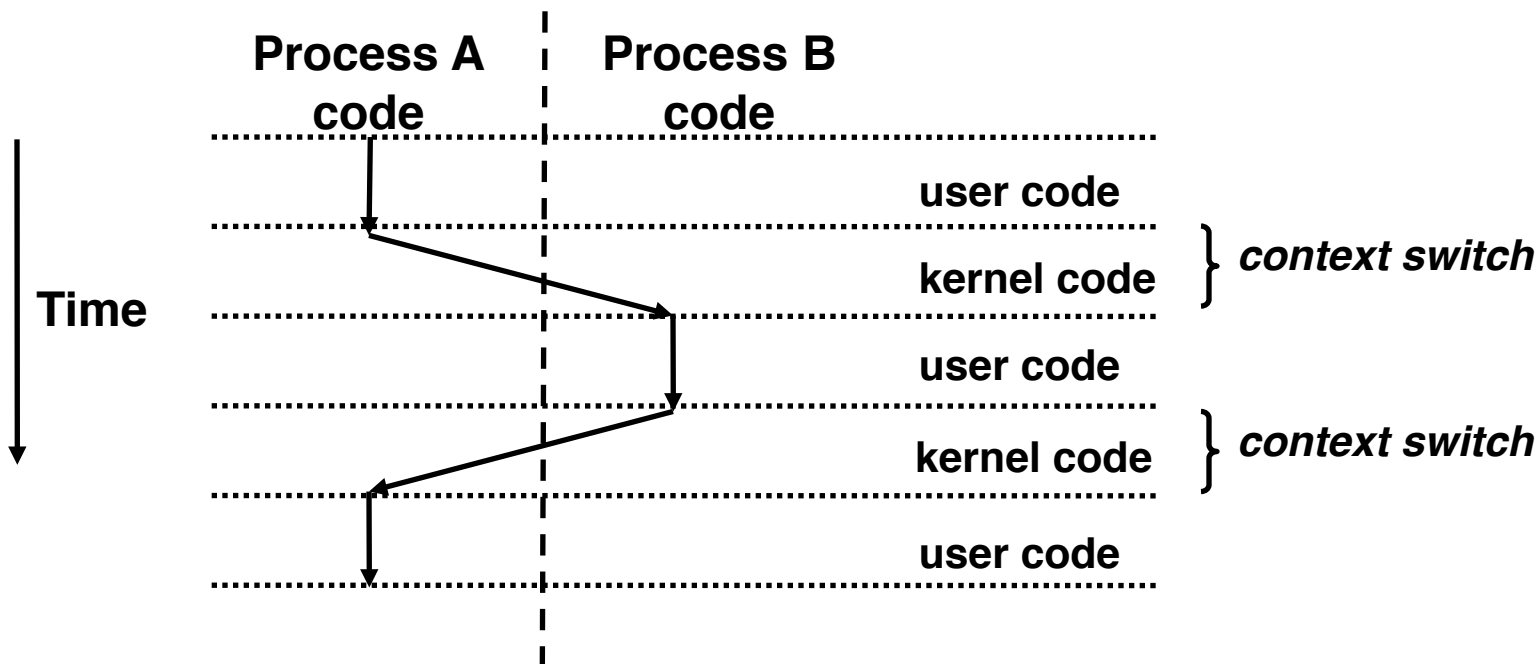 Process A
code
Process B
code
user code
context switch
kernel code
Time
user code
context switch
kernel code
user code